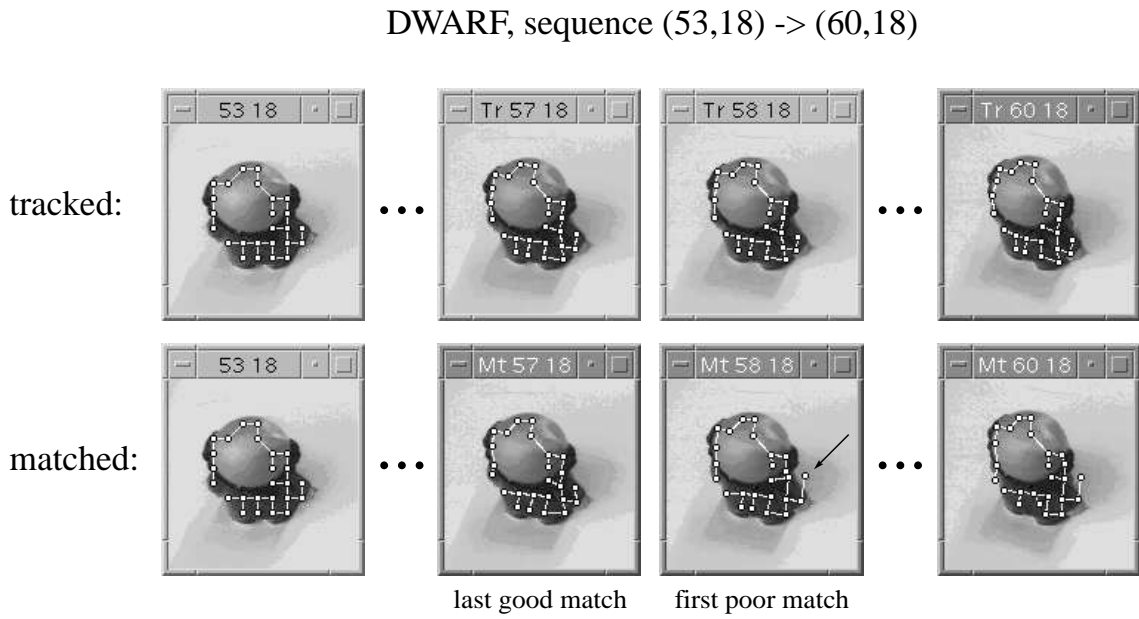 DWARF, sequence (53,18) -> (60,18)
53 18
Tr 57 18
Tr 58 18
Tr 60 18
tracked:
53 18
Mt 57 18
Mt 58 18
Mt 60 18
matched:
last good match
first poor match